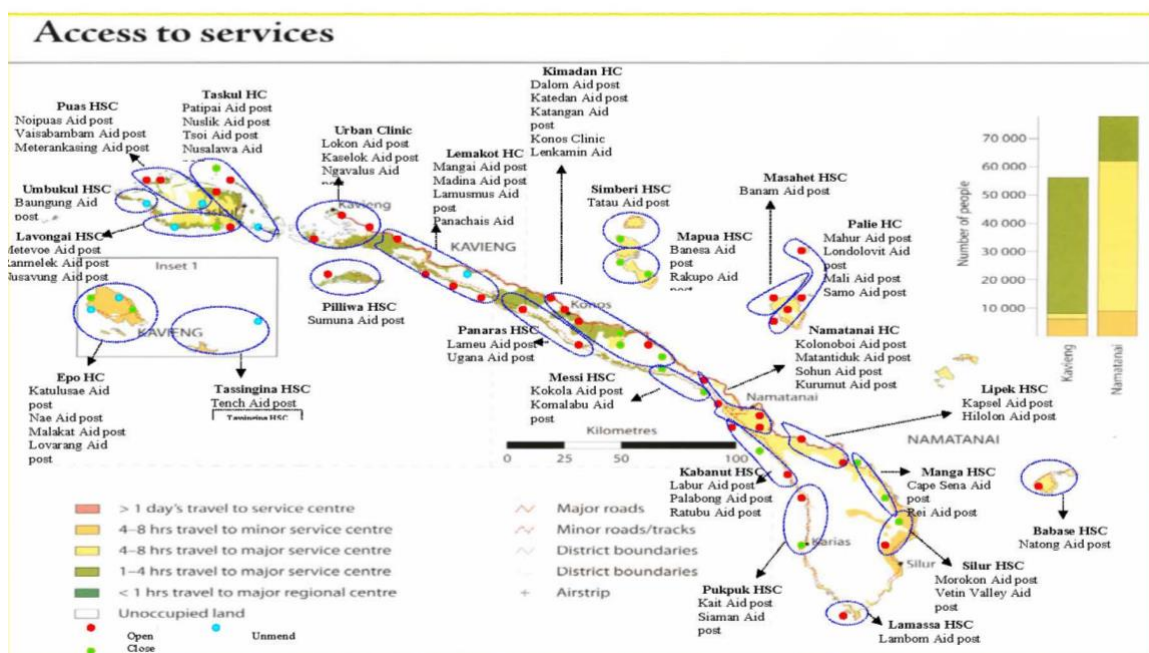 Access to services
Kimadan HC
Dalom Aid post
Katedan Aid post
Katangan Aid
post
Konos Clinic
Lenkamin Aid
Taskul HC
Patipai Aid post
Nuslik Aid post
Tsoi Aid post
Nusalawa Aid
Puas HSC
Noipuas Aid post
Vaisabambam Aid post
Meterankasing Aid post
Urban Clinic
Lokon Aid post
Kaselok Aid post
Ngavalus Aid
Lemakot HC
Mangai Aid post
Madina Aid post
Lamusmus Aid
post
Panachais Aid
Umbukul HSC
Baungung Aid
post
Simberi HSC
Tatau Aid post
Masahet HSC
Banam Aid post
Lavongai HSC
Metevoe Aid post
Kanmelek Aid post
Nusavung Aid post
Kavieng
KAVIENG
Mapua HSC
Banesa Aid post
Rakupo Aid
Palie HC
Mahur Aid post
Londolovit Aid
post
Mali Aid post
Samo Aid post
Inset 1
KAVIENG
Pilliwa HSC
Sumuna Aid post
Konos
Panaras HSC
Lameu Aid post
Ugana Aid post
Namatanai HC
Kolonoboi Aid post
Matantiduk Aid post
Sohun Aid post
Kurumut Aid post
Number of people
70 000
60 000
50 000
40 000
30 000
20 000
10 000
Kavieng
Namatanai
Epo HC
Katulusae Aid
post
Nae Aid post
Malakat Aid post
Lovarang Aid
post
Tassingina HSC
Tench Aid post
Tassingina HSC
Messi HSC
Kokola Aid post
Komalabu Aid
post
Namatanai
Lipek HSC
Kapsel Aid post
Hilolon Aid post
Kilometres
0 25 50 100
NAMATANAI
Kabanut HSC
Labur Aid post
Palabong Aid post
Ratubu Aid post
Manga HSC
Cape Sena Aid
post
Rei Aid post
Babase HSC
Natong Aid post
Karias
Silur
Silur HSC
Morokon Aid post
Vetin Valley Aid
post
Pukpuk HSC
Kait Aid post
Siaman Aid
post
Lamassa HSC
Lambom Aid post
> 1 day's travel to service centre
4–8 hrs travel to minor service centre
4–8 hrs travel to major service centre
1–4 hrs travel to major service centre
< 1 hrs travel to major regional centre
Unoccupied land
Major roads
Minor roads/tracks
District boundaries
District boundaries
Airstrip
Open
Unmend
Close